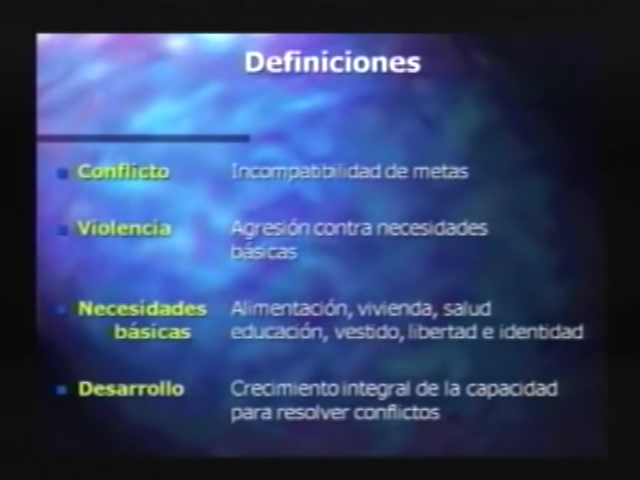 Definiciones
Conflicto Incompatibilidad de metas
Violencia Agresión contra necesidades
básicas
Necesidades Alimentación, vivienda, salud
básicas educación, vestido, libertad e identidad
Desarrollo Crecimiento integral de la capacidad
para resolver conflictos